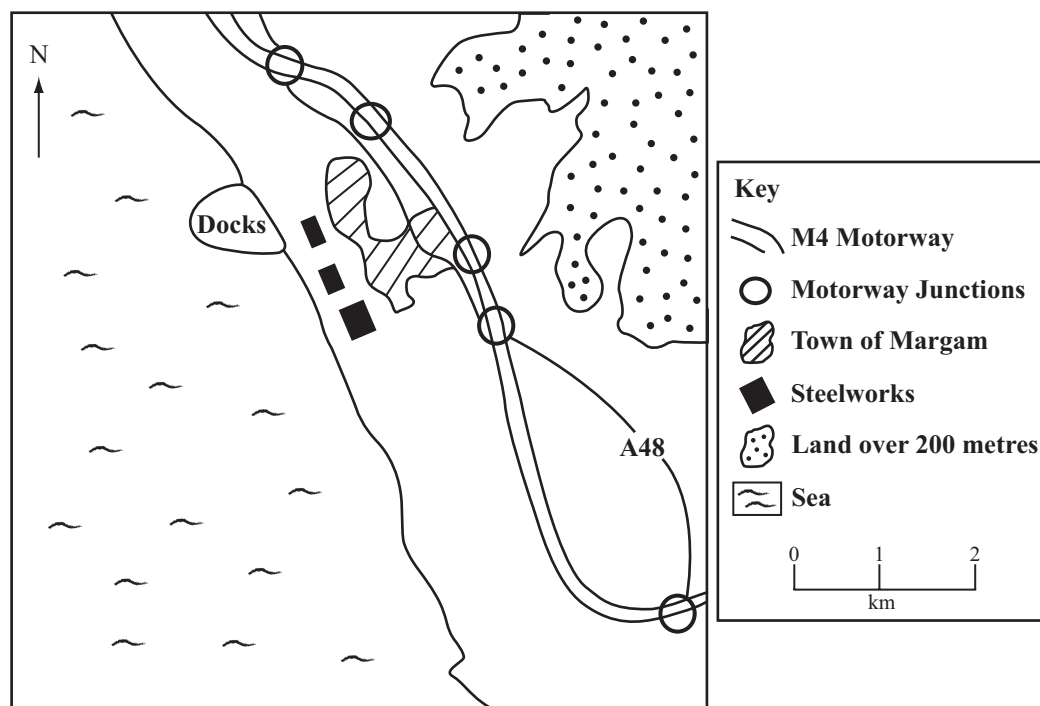 N
Docks
A48
Key
M4 Motorway
Motorway Junctions
Town of Margam
Steelworks
Land over 200 metres
Sea
0 1 2
km